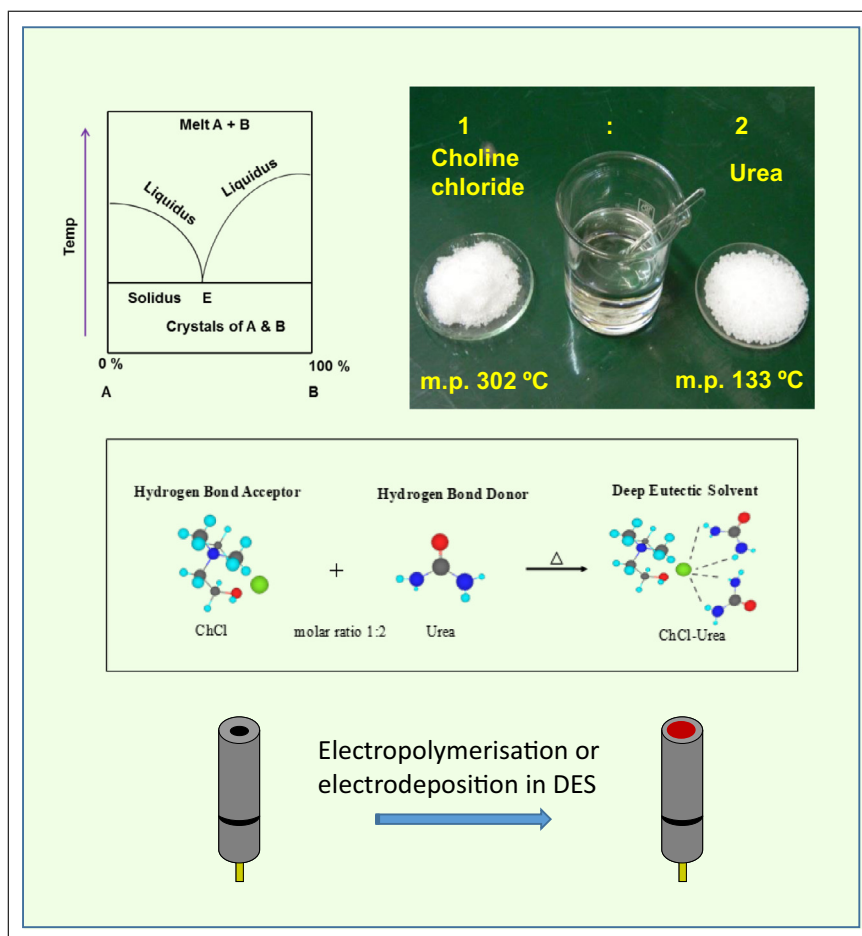 Melt A + B
Liquidus
Liquidus
Temp
Solidus E
Crystals of A & B
0 %
100 %
A
B
1 : 2
Choline
chloride
Urea
m.p. 302 ºC
m.p. 133 ºC
Hydrogen Bond Acceptor
Hydrogen Bond Donor
Deep Eutectic Solvent
+
Δ
ChCl
molar ratio 1:2
Urea
ChCl-Urea
Electropolymerisation or
electrodeposition in DES